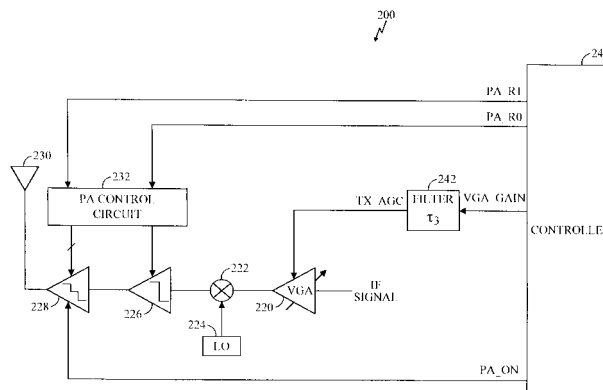 200
24
PA_R1
PA_R0
230
232
PA CONTROL
CIRCUIT
242
FILTER
τ3
TX_AGC
VGA_GAIN
CONTROLLE
222
VGA
IF
SIGNAL
228
226
220
224
LO
PA_ON